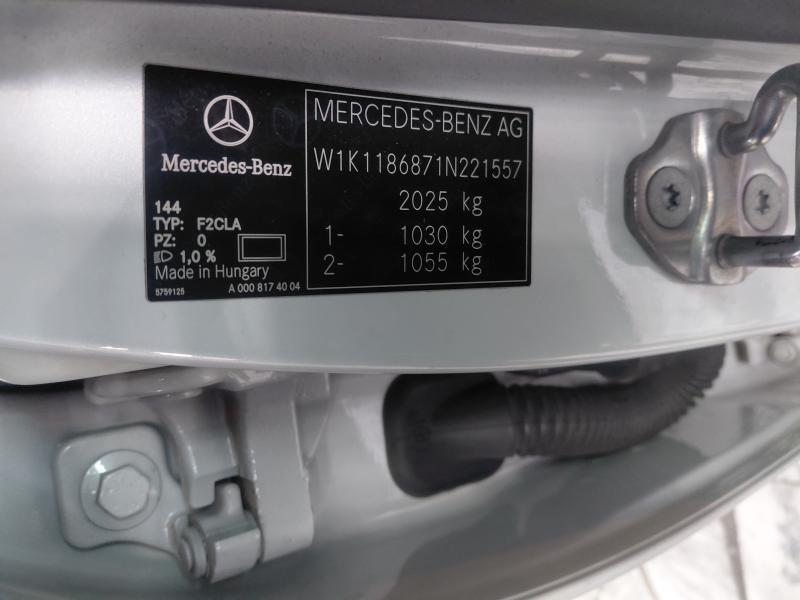 Mercedes-Benz
144
TYP: F2CLA
PZ: 0
1,0 %
Made in Hungary
5759125 A 000 817 40 04
MERCEDES-BENZ AG
W1K1186871N221557
2025 kg
1- 1030 kg
2- 1055 kg